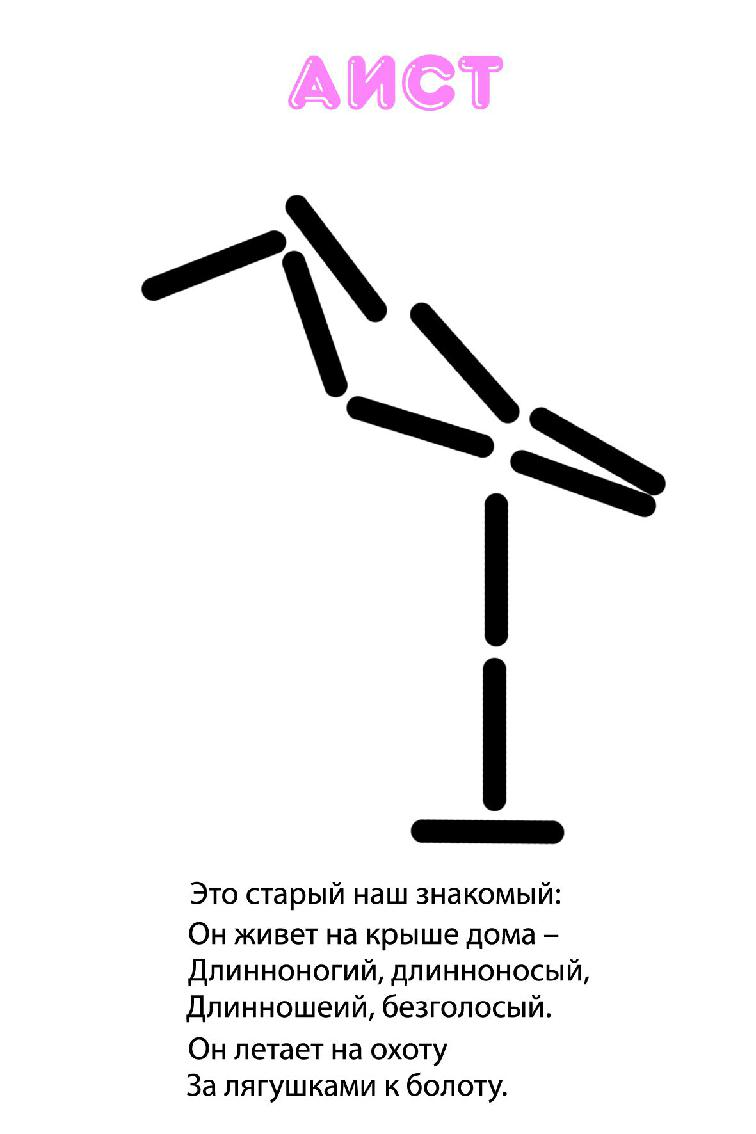 АИСТ
Это старый наш знакомый:
Он живет на крыше дома –
Длинноногий, длинноносый,
Длинношеий, безголосый.
Он летает на охоту
За лягушками к болоту.